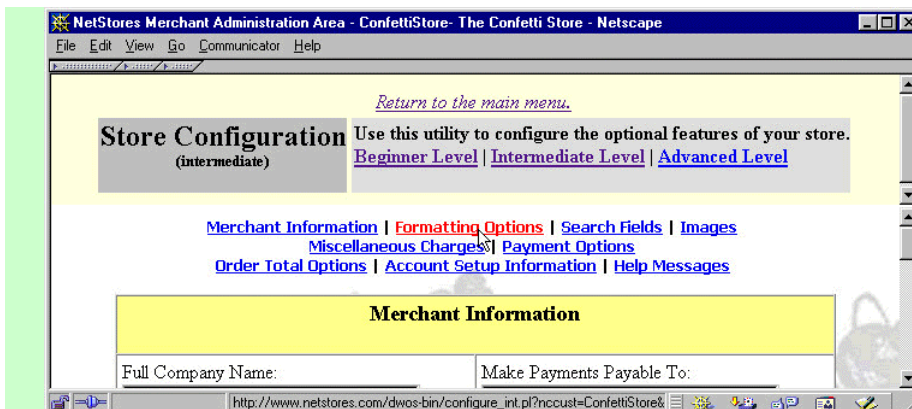 NetStores Merchant Administration Area - ConfettiStore- The Confetti Store - Netscape
File Edit View Go Communicator Help
Return to the main menu.
Store Configuration
(intermediate)
Use this utility to configure the optional features of your store.
Beginner Level | Intermediate Level | Advanced Level
Merchant Information | Formatting Options | Search Fields | Images
Miscellaneous Charges | Payment Options
Order Total Options | Account Setup Information | Help Messages
Merchant Information
Full Company Name:
Make Payments Payable To:
http://www.netstores.com/dwos-bin/configure_int.pl?nccust=ConfettiStore&